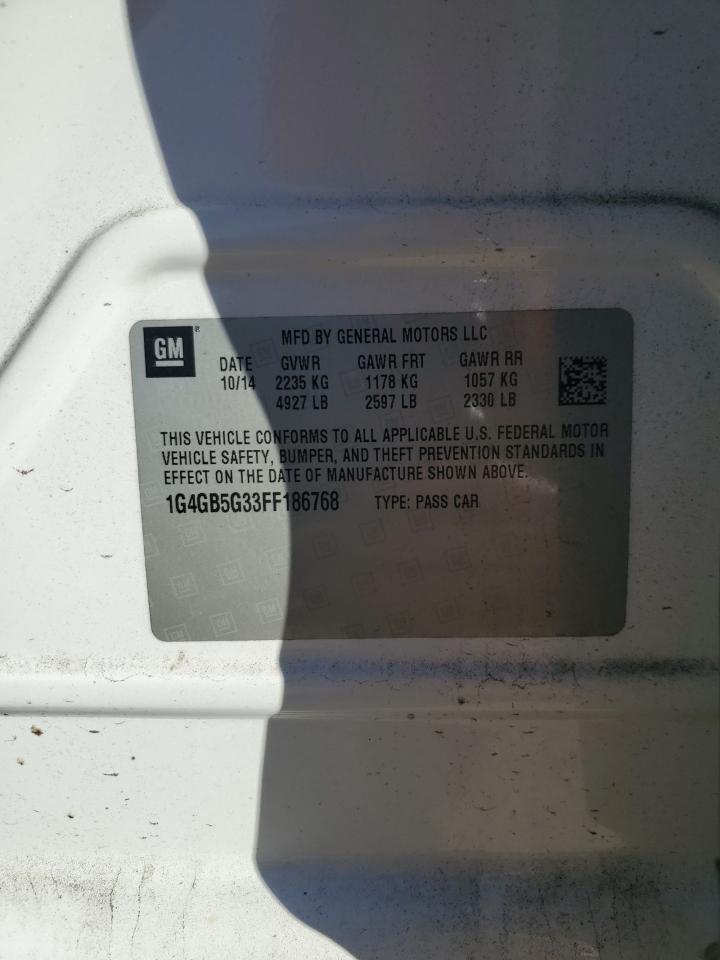 GM®
MFD BY GENERAL MOTORS LLC
DATE GVWR GAWR FRT GAWR RR
10/14 2235 KG 1178 KG 1057 KG
4927 LB 2597 LB 2330 LB
THIS VEHICLE CONFORMS TO ALL APPLICABLE U.S. FEDERAL MOTOR
VEHICLE SAFETY, BUMPER, AND THEFT PREVENTION STANDARDS IN
EFFECT ON THE DATE OF MANUFACTURE SHOWN ABOVE.
1G4GB5G33FF186768 TYPE: PASS CAR